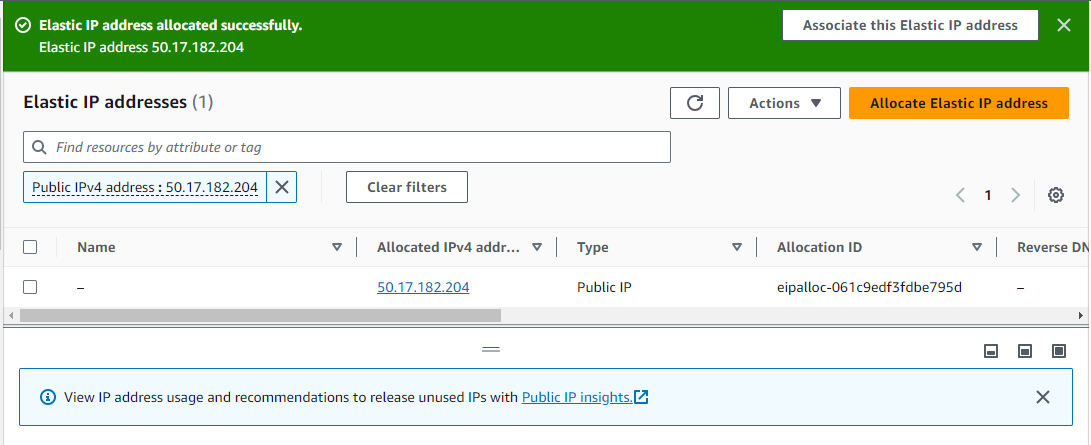 Elastic IP address allocated successfully.
Elastic IP address 50.17.182.204
Associate this Elastic IP address
Elastic IP addresses (1)
Actions
Allocate Elastic IP address
Find resources by attribute or tag
Public IPv4 address : 50.17.182.204
Clear filters
1
Name
Allocated IPv4 addr...
Type
Allocation ID
Reverse DN
–
50.17.182.204
Public IP
eipalloc-061c9edf3fdbe795d
–
View IP address usage and recommendations to release unused IPs with Public IP insights.